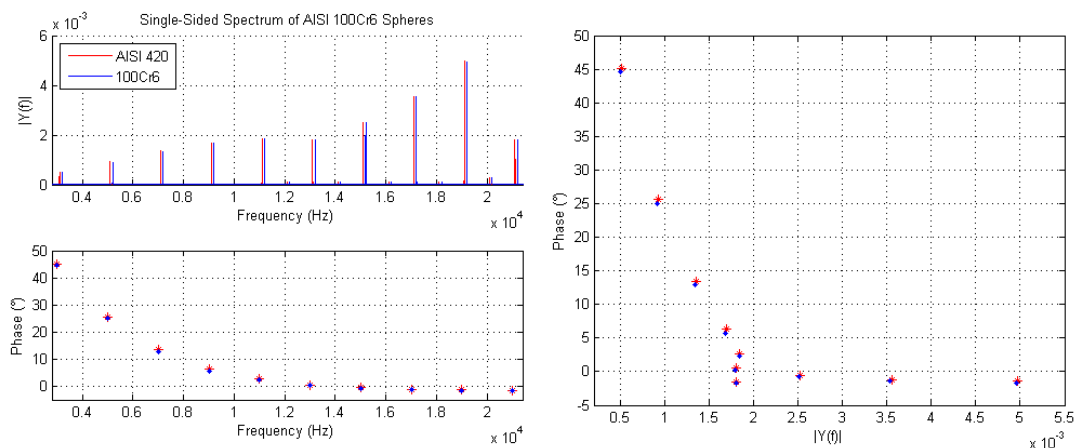 Single-Sided Spectrum of AISI 100Cr6 Spheres
x 10⁻³
6
4
2
0
|Y(f)|
AISI 420
100Cr6
0.4 0.6 0.8 1 1.2 1.4 1.6 1.8 2
x 10⁴
Frequency (Hz)
50
40
30
20
10
0
Phase (°)
0.4 0.6 0.8 1 1.2 1.4 1.6 1.8 2
x 10⁴
Frequency (Hz)
50
45
40
35
30
25
20
15
10
5
0
-5
Phase (°)
0.5 1 1.5 2 2.5 3 3.5 4 4.5 5 5.5
x 10⁻³
|Y(f)|